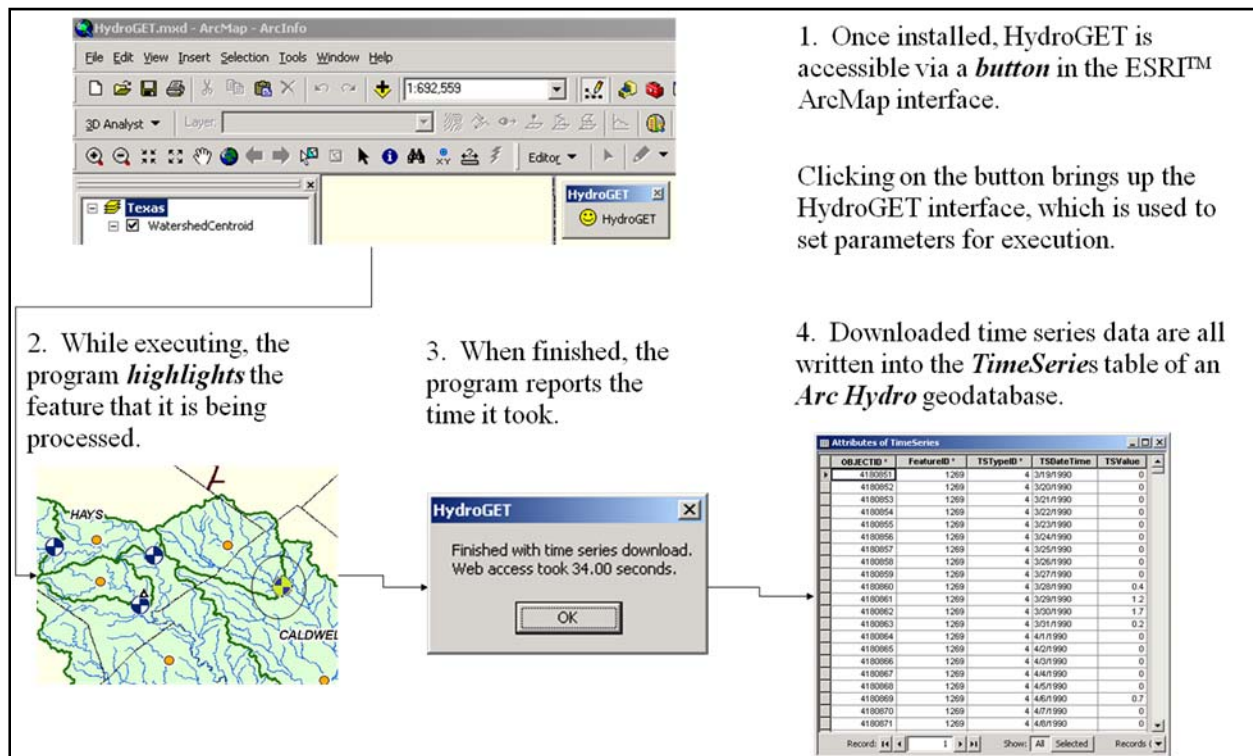 HydroGET.mxd - ArcMap - ArcInfo
File Edit View Insert Selection Tools Window Help
1:692,559
3D Analyst Layer:
XY Editor
Texas
WatershedCentroid
HydroGET
HydroGET
1. Once installed, HydroGET is
accessible via a button in the ESRI™
ArcMap interface.
Clicking on the button brings up the
HydroGET interface, which is used to
set parameters for execution.
2. While executing, the
program highlights the
feature that it is being
processed.
HAYS
CALDWEL
3. When finished, the
program reports the
time it took.
HydroGET
Finished with time series download.
Web access took 34.00 seconds.
OK
4. Downloaded time series data are all
written into the TimeSeries table of an
Arc Hydro geodatabase.
Attributes of TimeSeries
OBJECTID * FeatureID * TSTypeID * TSDateTime TSValue
4180851 1269 4 3/19/1990 0
4180852 1269 4 3/20/1990 0
4180853 1269 4 3/21/1990 0
4180854 1269 4 3/22/1990 0
4180855 1269 4 3/23/1990 0
4180856 1269 4 3/24/1990 0
4180857 1269 4 3/25/1990 0
4180858 1269 4 3/26/1990 0
4180859 1269 4 3/27/1990 0
4180860 1269 4 3/28/1990 0.4
4180861 1269 4 3/29/1990 1.2
4180862 1269 4 3/30/1990 1.7
4180863 1269 4 3/31/1990 0.2
4180864 1269 4 4/1/1990 0
4180865 1269 4 4/2/1990 0
4180866 1269 4 4/3/1990 0
4180867 1269 4 4/4/1990 0
4180868 1269 4 4/5/1990 0
4180869 1269 4 4/6/1990 0.7
4180870 1269 4 4/7/1990 0
4180871 1269 4 4/8/1990 0
Record: 1 Show: All Selected Records (